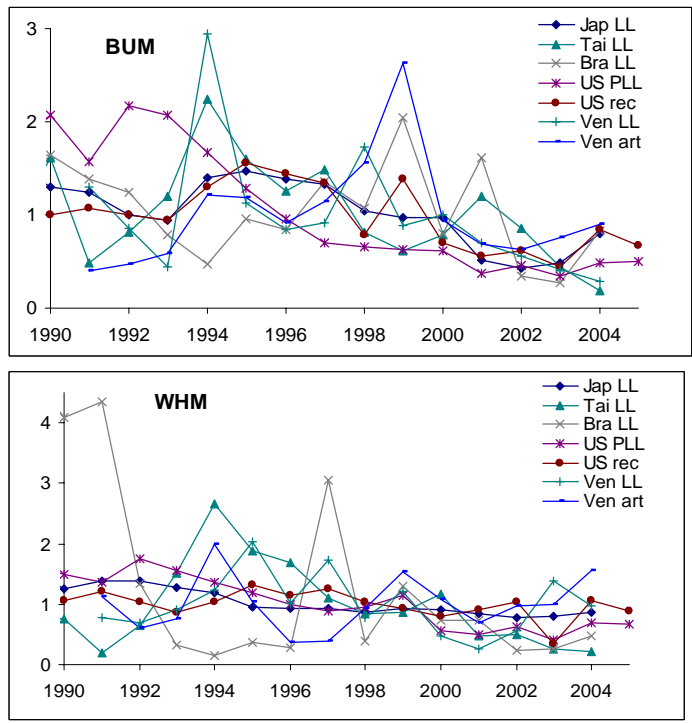 BUM
Jap LL
Tai LL
Bra LL
US PLL
US rec
Ven LL
Ven art
3
2
1
0
1990 1992 1994 1996 1998 2000 2002 2004
WHM
Jap LL
Tai LL
Bra LL
US PLL
US rec
Ven LL
Ven art
4
3
2
1
0
1990 1992 1994 1996 1998 2000 2002 2004